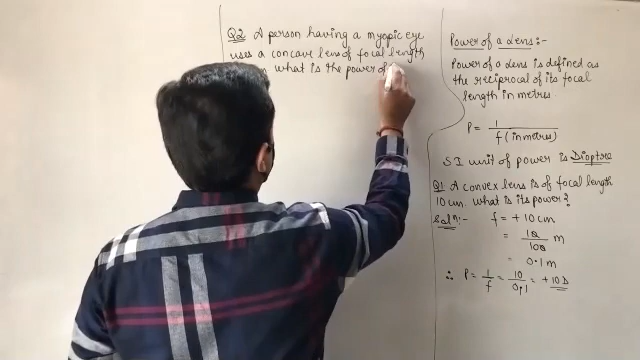 Q2. A person having a myopic eye
uses a concave lens of focal length
what is the power of
Power of a Lens:-
Power of a lens is defined as
the reciprocal of its focal
length in metres.
P = 1 / f (in metres)
S.I unit of power is Dioptre
Q1: A convex lens is of focal length
10 cm. what is its power?
Solⁿ:- f = +10 cm
= 10 / 100 m
= 0.1 m
∴ P = 1/f = 10/0.1 = +10D